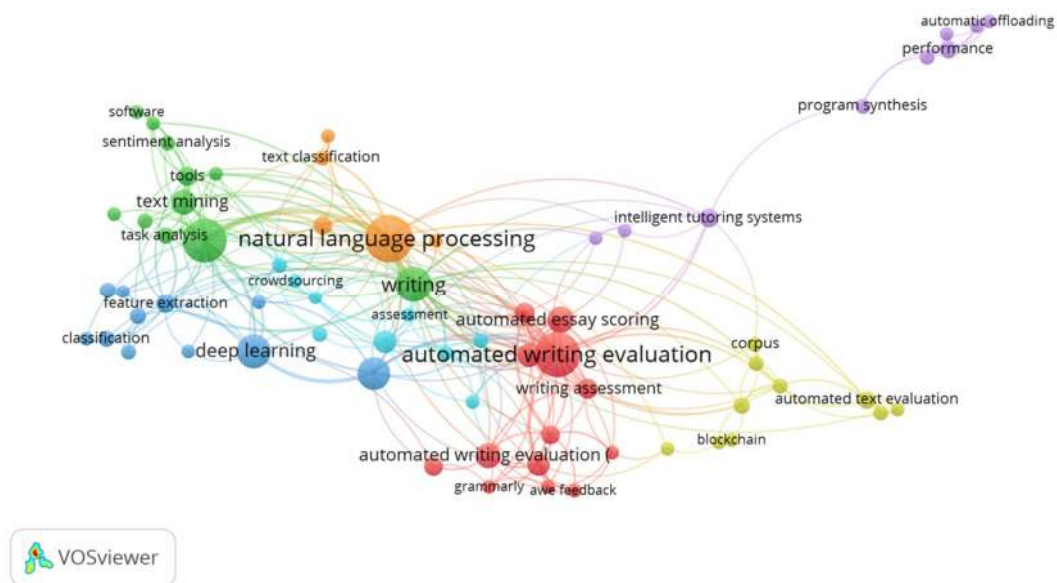 automatic offloading
performance
program synthesis
software
sentiment analysis
text classification
tools
text mining
intelligent tutoring systems
task analysis
natural language processing
crowdsourcing
writing
feature extraction
assessment
automated essay scoring
classification
deep learning
automated writing evaluation
corpus
writing assessment
automated text evaluation
blockchain
automated writing evaluation (
grammarly
awe feedback
VOSviewer